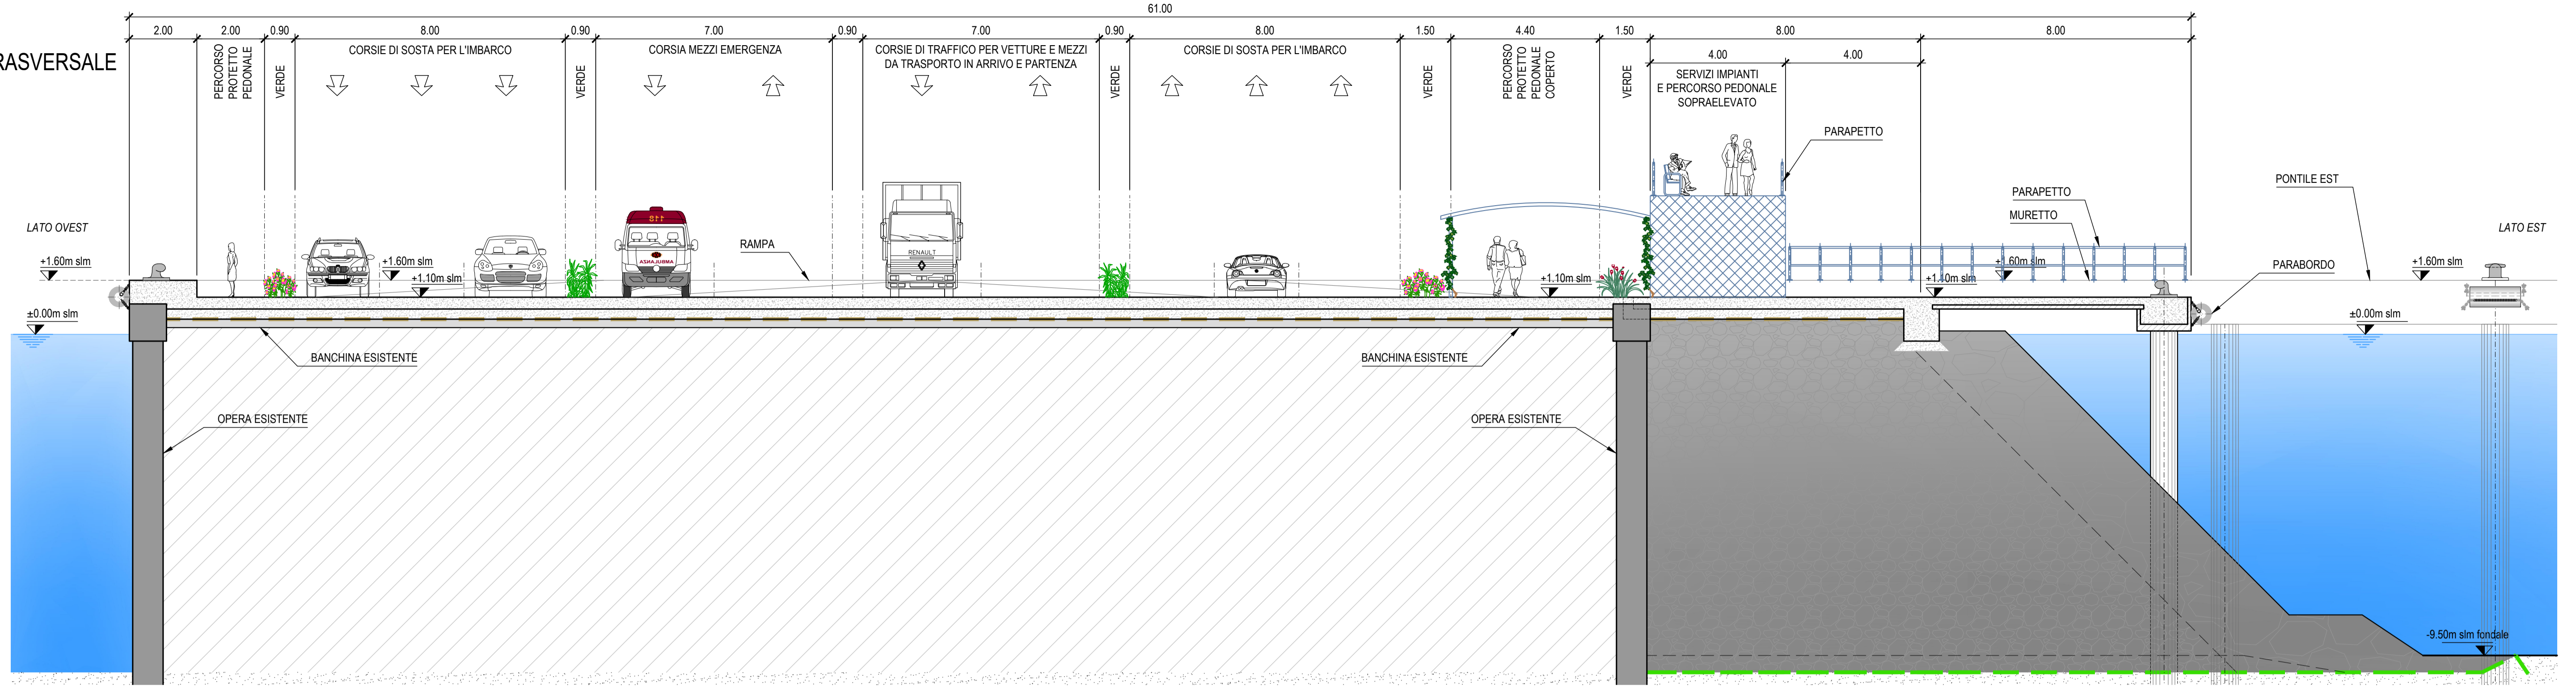 61.00
2.00 2.00 0.90 8.00 0.90 7.00 0.90 7.00 0.90 8.00 1.50 4.40 1.50 8.00 8.00
4.00 4.00
RASVERSALE
PERCORSO
PROTETTO
PEDONALE
VERDE
CORSIE DI SOSTA PER L'IMBARCO
VERDE
CORSIA MEZZI EMERGENZA
CORSIE DI TRAFFICO PER VETTURE E MEZZI
DA TRASPORTO IN ARRIVO E PARTENZA
VERDE
CORSIE DI SOSTA PER L'IMBARCO
VERDE
PERCORSO
PROTETTO
PEDONALE
COPERTO
VERDE
SERVIZI IMPIANTI
E PERCORSO PEDONALE
SOPRAELEVATO
PARAPETTO
PONTILE EST
PARAPETTO
MURETTO
LATO OVEST
LATO EST
118
AMBULANZA
RENAULT
RAMPA
+1.60m slm
+1.60m slm
+1.10m slm
+1.10m slm
+1.60m slm
+1.10m slm
PARABORDO
+1.60m slm
±0.00m slm
±0.00m slm
BANCHINA ESISTENTE
BANCHINA ESISTENTE
OPERA ESISTENTE
OPERA ESISTENTE
-9.50m slm fondale